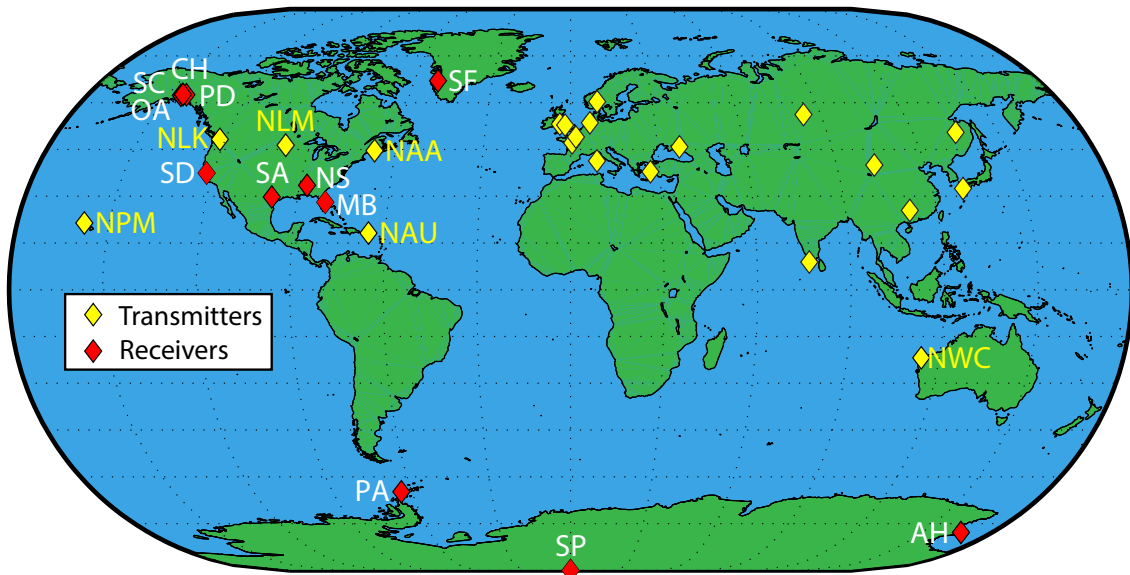 CH
SC
SF
OA
PD
NLM
NLK
NAA
SD
SA
NS
MB
NPM
NAU
Transmitters
Receivers
NWC
PA
SP
AH